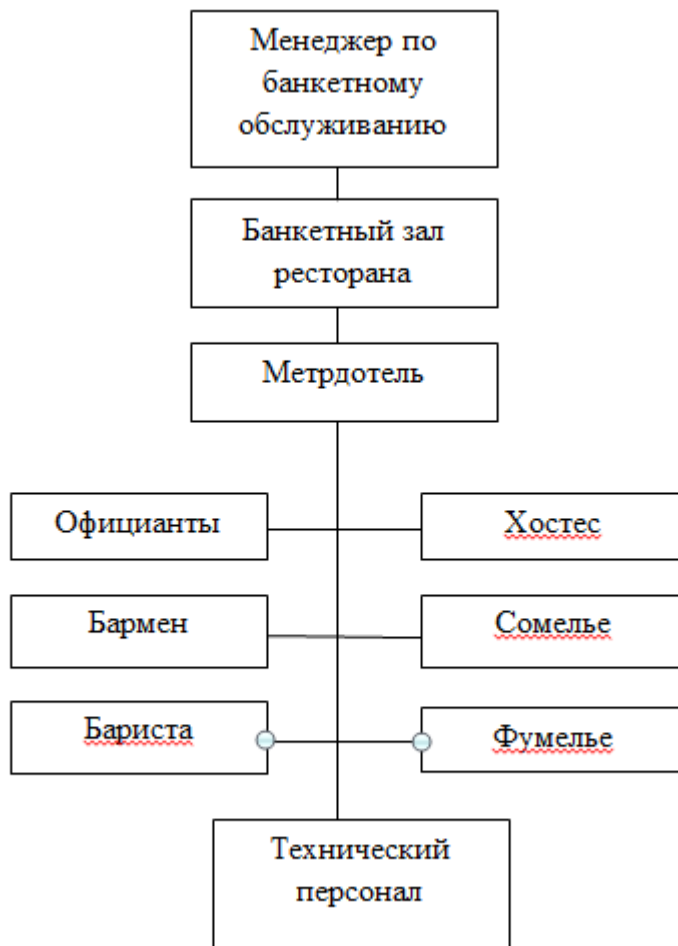 Менеджер по
банкетному
обслуживанию
Банкетный зал
ресторана
Метрдотель
Официанты
Хостес
Бармен
Сомелье
Бариста
Фумелье
Технический
персонал